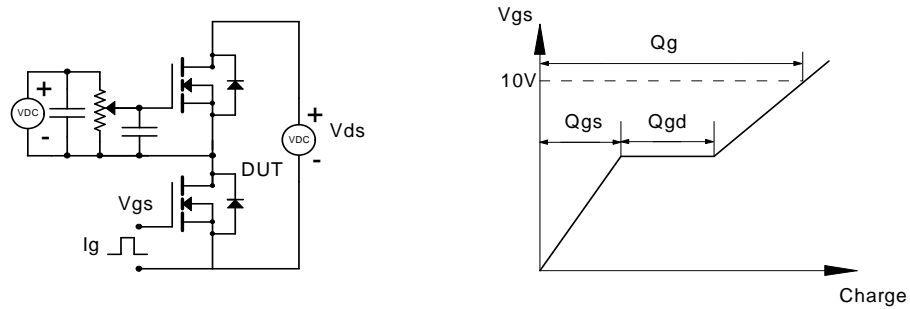 +
VDC
-
+
VDC
-
Vds
DUT
Vgs
Ig
Vgs
Qg
10V
Qgs
Qgd
Charge